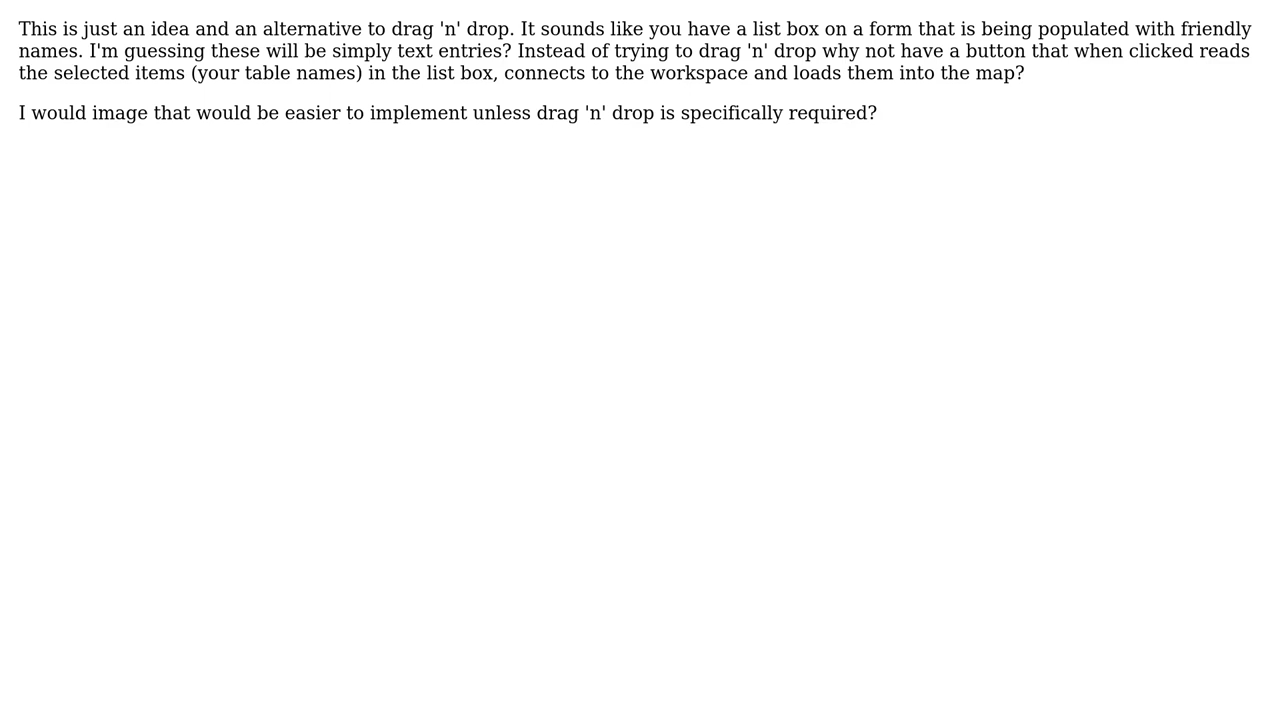 This is just an idea and an alternative to drag 'n' drop. It sounds like you have a list box on a form that is being populated with friendly
names. I'm guessing these will be simply text entries? Instead of trying to drag 'n' drop why not have a button that when clicked reads
the selected items (your table names) in the list box, connects to the workspace and loads them into the map?
I would image that would be easier to implement unless drag 'n' drop is specifically required?